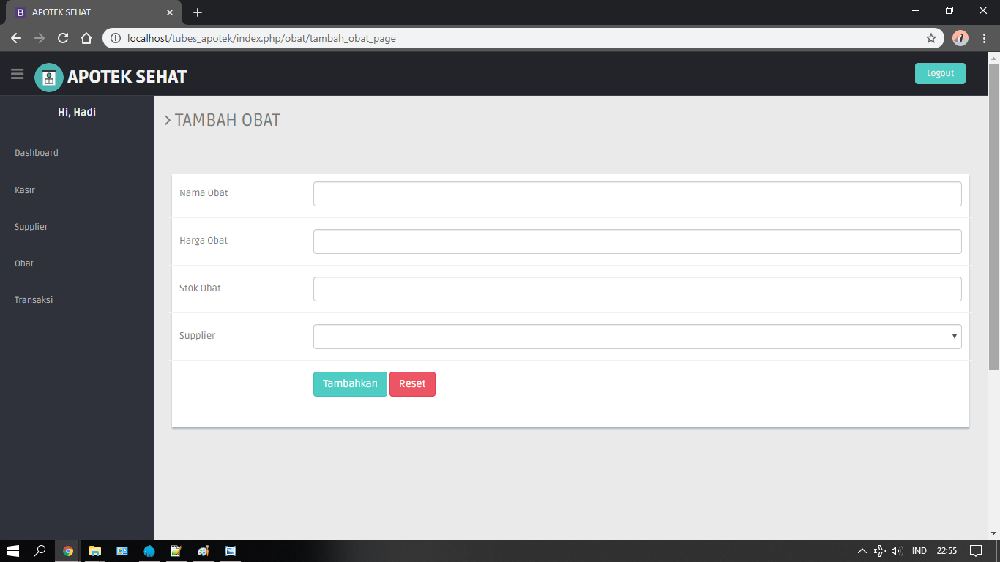 APOTEK SEHAT
localhost/tubes_apotek/index.php/obat/tambah_obat_page
APOTEK SEHAT
Logout
Hi, Hadi
TAMBAH OBAT
Dashboard
Kasir
Supplier
Obat
Transaksi
Nama Obat
Harga Obat
Stok Obat
Supplier
Tambahkan Reset
IND 22:55